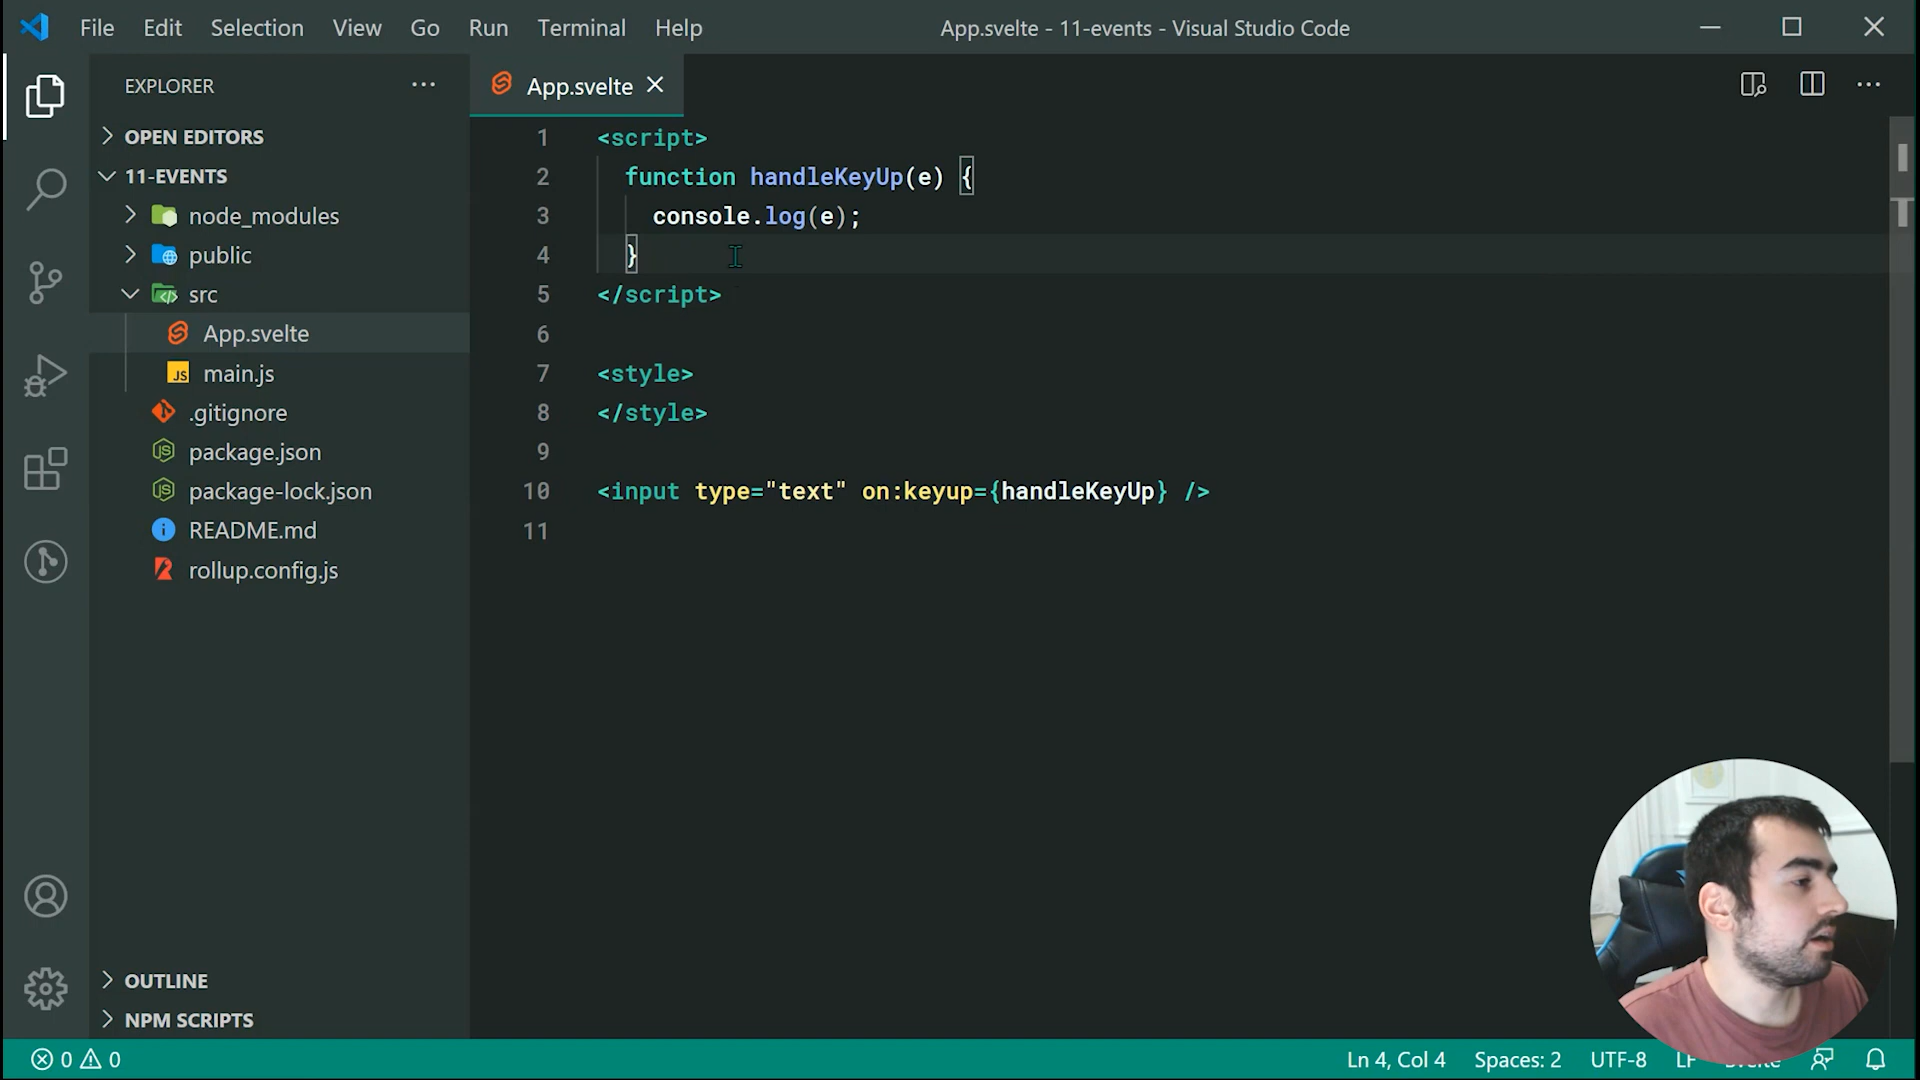 File Edit Selection View Go Run Terminal Help App.svelte - 11-events - Visual Studio Code
EXPLORER
App.svelte
OPEN EDITORS
11-EVENTS
node_modules
public
src
App.svelte
JS main.js
.gitignore
package.json
package-lock.json
README.md
rollup.config.js
OUTLINE
NPM SCRIPTS
1 <script>
2 function handleKeyUp(e) {
3 console.log(e);
4 }
5 </script>
6
7 <style>
8 </style>
9
10 <input type="text" on:keyup={handleKeyUp} />
11
0 0 Ln 4, Col 4 Spaces: 2 UTF-8 LF Svelte